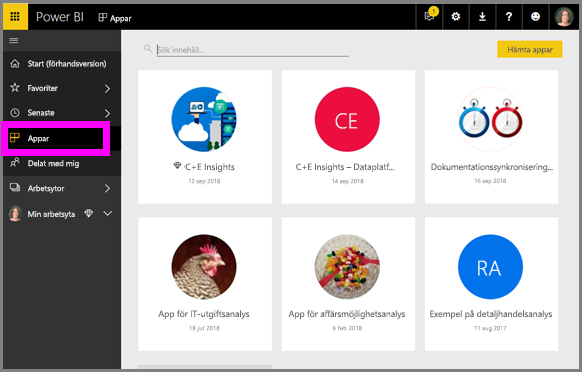 Power BI
Appar
1
Start (förhandsversion)
Favoriter
Senaste
Appar
Delat med mig
Arbetsytor
Min arbetsyta
Sök innehåll...
Hämta appar
C+E Insights
12 sep 2018
CE
C+E Insights – Dataplatf...
14 sep 2018
Dokumentationssynkronisering...
16 sep 2018
App för IT-utgiftsanalys
18 jul 2018
App för affärsmöjlighetsanalys
6 feb 2018
RA
Exempel på detaljhandelsanalys
11 aug 2017